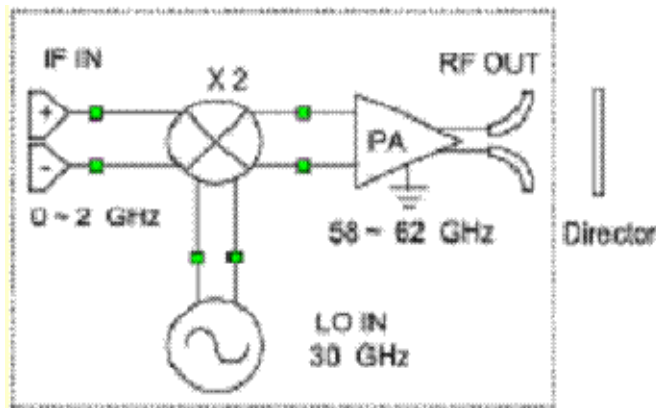 IF IN
X 2
RF OUT
+
PA
-
0 ~ 2 GHz
58 ~ 62 GHz
Director
LO IN
30 GHz